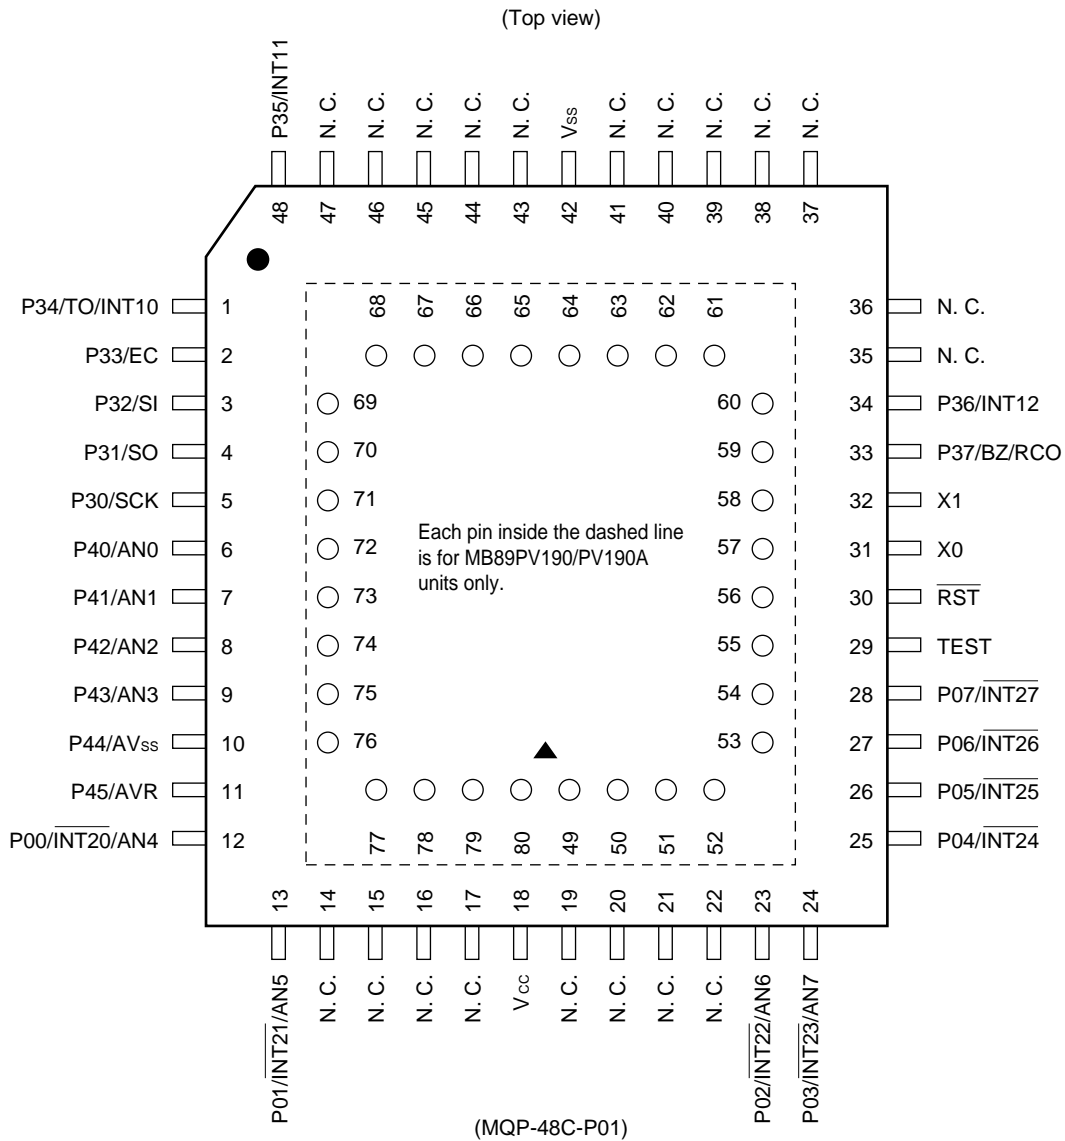 (Top view)
P35/INT11
N. C.
N. C.
N. C.
N. C.
N. C.
Vss
N. C.
N. C.
N. C.
N. C.
N. C.
48 47 46 45 44 43 42 41 40 39 38 37
P34/TO/INT10 1
P33/EC 2
P32/SI 3
P31/SO 4
P30/SCK 5
P40/AN0 6
P41/AN1 7
P42/AN2 8
P43/AN3 9
P44/AVss 10
P45/AVR 11
P00/INT20/AN4 12
68 67 66 65 64 63 62 61
69
70
71
72
73
74
75
76
Each pin inside the dashed line
is for MB89PV190/PV190A
units only.
60
59
58
57
56
55
54
53
77 78 79 80 49 50 51 52
36 N. C.
35 N. C.
34 P36/INT12
33 P37/BZ/RCO
32 X1
31 X0
30 RST
29 TEST
28 P07/INT27
27 P06/INT26
26 P05/INT25
25 P04/INT24
13 14 15 16 17 18 19 20 21 22 23 24
P01/INT21/AN5
N. C.
N. C.
N. C.
N. C.
Vcc
N. C.
N. C.
N. C.
N. C.
P02/INT22/AN6
P03/INT23/AN7
(MQP-48C-P01)